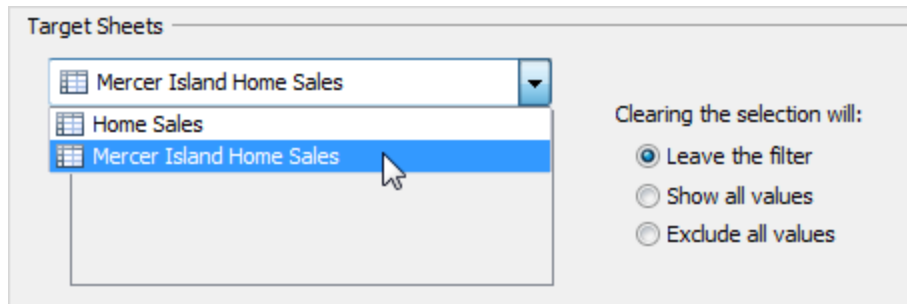 Target Sheets
Mercer Island Home Sales
Home Sales
Mercer Island Home Sales
Clearing the selection will:
Leave the filter
Show all values
Exclude all values